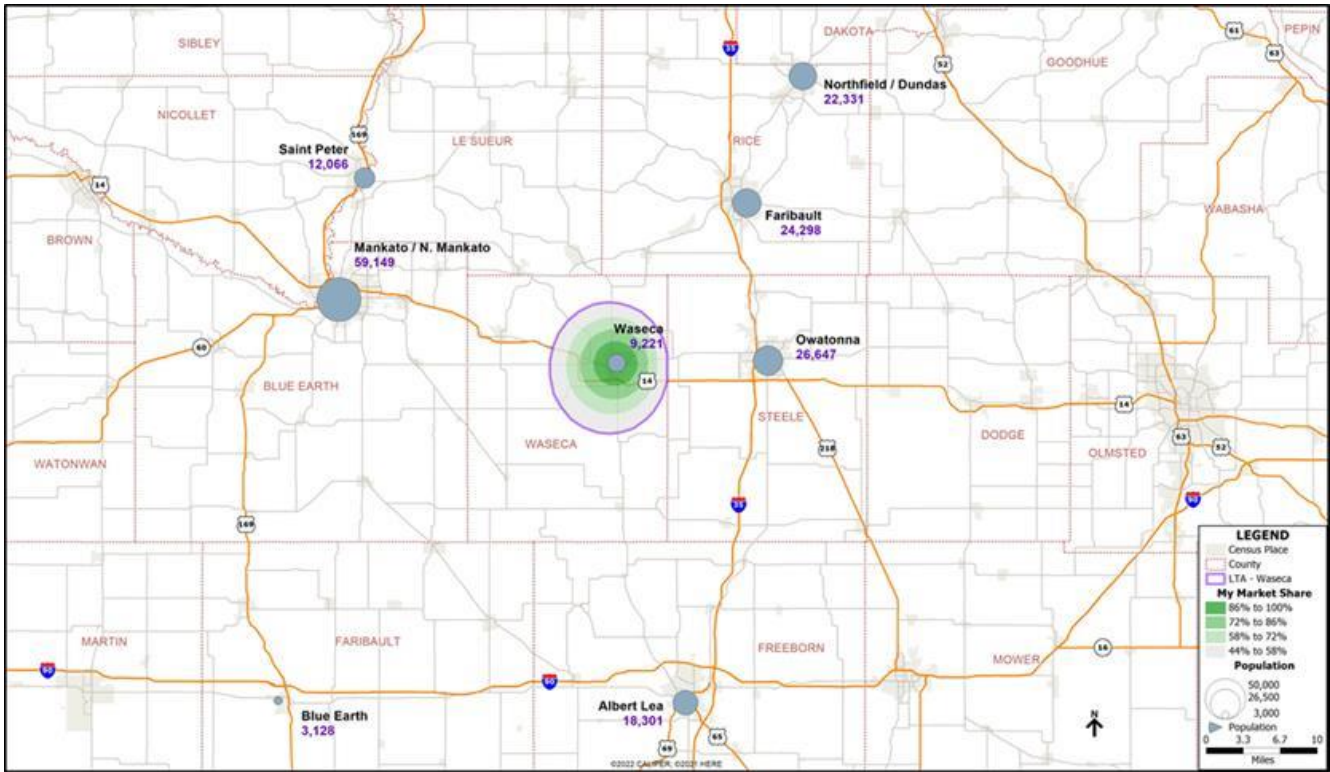 SIBLEY
35
DAKOTA
61
PEPIN
63
52
GOODHUE
Northfield / Dundas
22,331
NICOLLET
169
LE SUEUR
RICE
Saint Peter
12,066
14
WABASHA
Faribault
24,298
BROWN
Mankato / N. Mankato
59,149
Waseca
9,221
Owatonna
26,647
60
BLUE EARTH
14
14
STEELE
DODGE
63
52
OLMSTED
WASECA
218
WATONWAN
35
90
169
LEGEND
Census Place
County
LTA - Waseca
My Market Share
86% to 100%
72% to 86%
58% to 72%
44% to 58%
Population
50,000
26,500
3,000
Population
0 3.3 6.7 10
Miles
MARTIN
FARIBAULT
FREEBORN
16
MOWER
90
90
Blue Earth
3,128
Albert Lea
18,301
N
65
69
©2022 CALIPER; ©2021 HERE